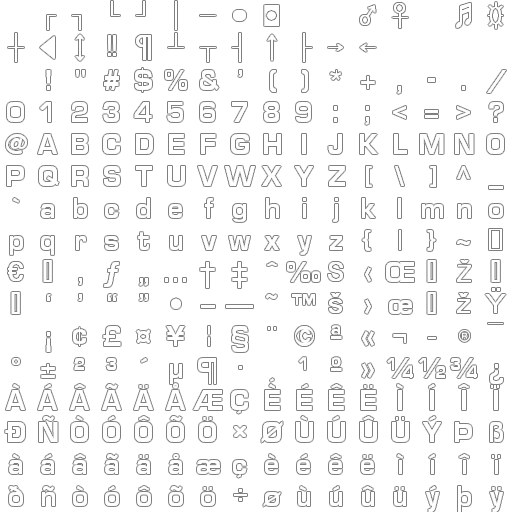 ┌ ┐ └ ┘ │ ─ ○ ◘ ♂ ♀ ♫ ☼
┼ ◄ ↕ ‼ ¶ ┴ ┬ ┤ ↑ ├ → ←
! " # $ % & ' ( ) * + , - . /
0 1 2 3 4 5 6 7 8 9 : ; < = > ?
@ A B C D E F G H I J K L M N O
P Q R S T U V W X Y Z [ \ ] ^ _
` a b c d e f g h i j k l m n o
p q r s t u v w x y z { | } ~ ▯
€ ▯ ‚ ƒ „ … † ‡ ˆ ‰ Š ‹ Œ ▯ Ž ▯
▯ ‘ ’ “ ” • – — ˜ ™ š › œ ▯ ž Ÿ
¡ ¢ £ ¤ ¥ ¦ § ¨ © ª « ¬ - ® ¯
° ± ² ³ ´ µ ¶ · ¸ ¹ º » ¼ ½ ¾ ¿
À Á Â Ã Ä Å Æ Ç È É Ê Ë Ì Í Î Ï
Ð Ñ Ò Ó Ô Õ Ö × Ø Ù Ú Û Ü Ý Þ ß
à á â ã ä å æ ç è é ê ë ì í î ï
ð ñ ò ó ô õ ö ÷ ø ù ú û ü ý þ ÿ